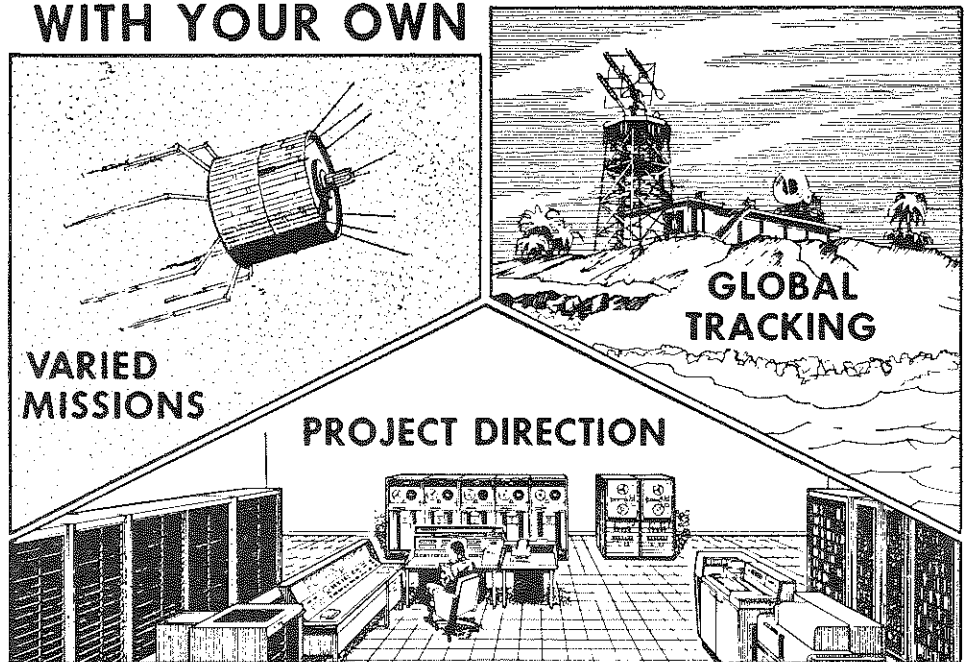 WITH YOUR OWN
VARIED
MISSIONS
GLOBAL
TRACKING
PROJECT DIRECTION